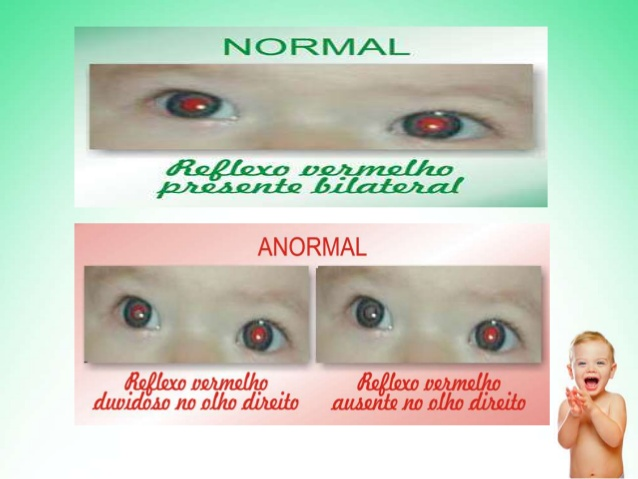 NORMAL
Reflexo vermelho
presente bilateral
ANORMAL
Reflexo vermelho
duvidoso no olho direito
Reflexo vermelho
ausente no olho direito